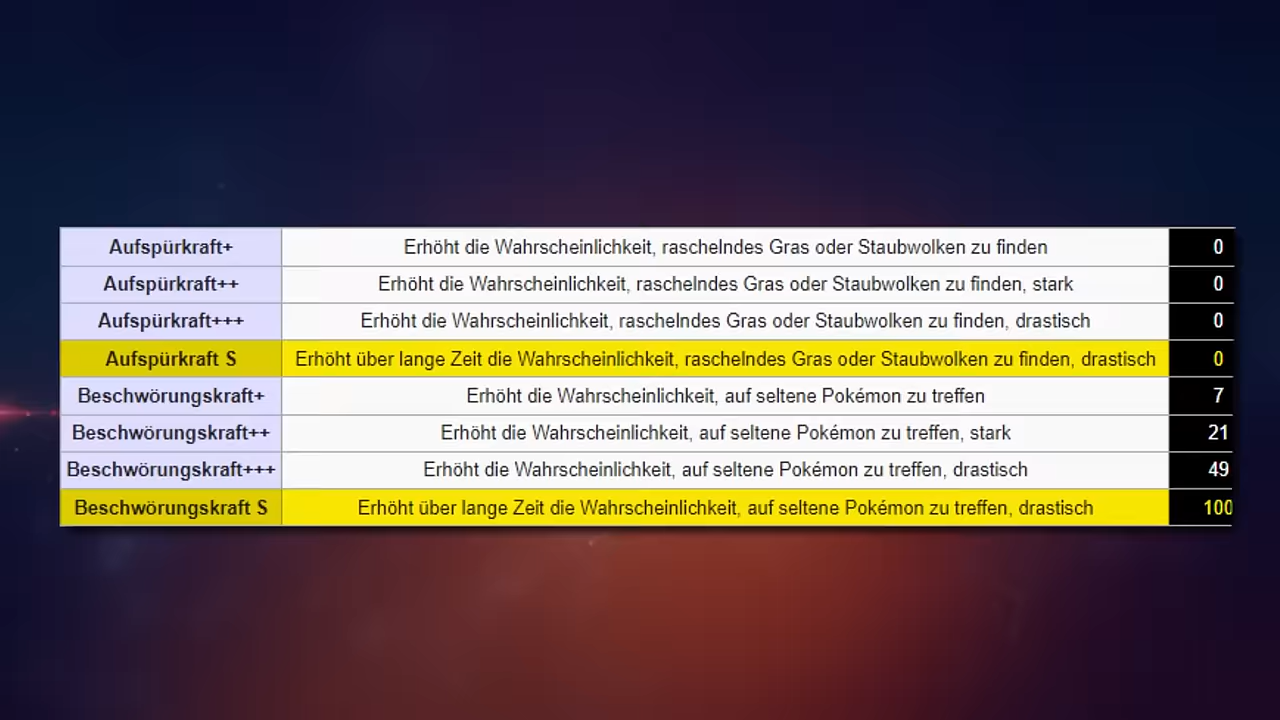 Aufspürkraft+ Erhöht die Wahrscheinlichkeit, raschelndes Gras oder Staubwolken zu finden 0
Aufspürkraft++ Erhöht die Wahrscheinlichkeit, raschelndes Gras oder Staubwolken zu finden, stark 0
Aufspürkraft+++ Erhöht die Wahrscheinlichkeit, raschelndes Gras oder Staubwolken zu finden, drastisch 0
Aufspürkraft S Erhöht über lange Zeit die Wahrscheinlichkeit, raschelndes Gras oder Staubwolken zu finden, drastisch 0
Beschwörungskraft+ Erhöht die Wahrscheinlichkeit, auf seltene Pokémon zu treffen 7
Beschwörungskraft++ Erhöht die Wahrscheinlichkeit, auf seltene Pokémon zu treffen, stark 21
Beschwörungskraft+++ Erhöht die Wahrscheinlichkeit, auf seltene Pokémon zu treffen, drastisch 49
Beschwörungskraft S Erhöht über lange Zeit die Wahrscheinlichkeit, auf seltene Pokémon zu treffen, drastisch 100